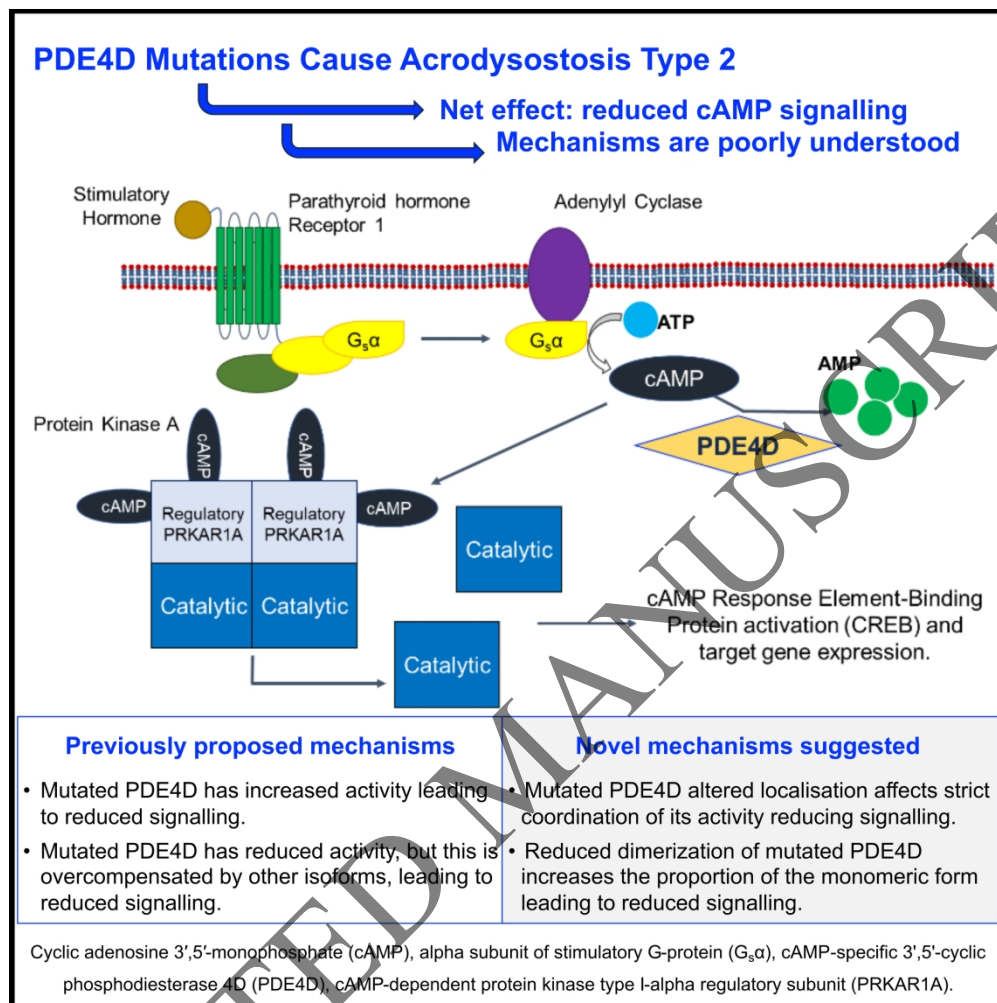 PDE4D Mutations Cause Acrodysostosis Type 2
Net effect: reduced cAMP signalling
Mechanisms are poorly understood
Stimulatory
Hormone
Parathyroid hormone
Receptor 1
Adenylyl Cyclase
Gₛα
Gₛα
ATP
cAMP
AMP
PDE4D
Protein Kinase A
cAMP
cAMP
cAMP
cAMP
Regulatory
PRKAR1A
Regulatory
PRKAR1A
Catalytic
Catalytic
Catalytic
Catalytic
cAMP Response Element-Binding
Protein activation (CREB) and
target gene expression.
Previously proposed mechanisms
• Mutated PDE4D has increased activity leading
to reduced signalling.
• Mutated PDE4D has reduced activity, but this is
overcompensated by other isoforms, leading to
reduced signalling.
Novel mechanisms suggested
• Mutated PDE4D altered localisation affects strict
coordination of its activity reducing signalling.
• Reduced dimerization of mutated PDE4D
increases the proportion of the monomeric form
leading to reduced signalling.
Cyclic adenosine 3′,5′-monophosphate (cAMP), alpha subunit of stimulatory G-protein (Gₛα), cAMP-specific 3',5'-cyclic
phosphodiesterase 4D (PDE4D), cAMP-dependent protein kinase type I-alpha regulatory subunit (PRKAR1A).
TED MANUSCRI